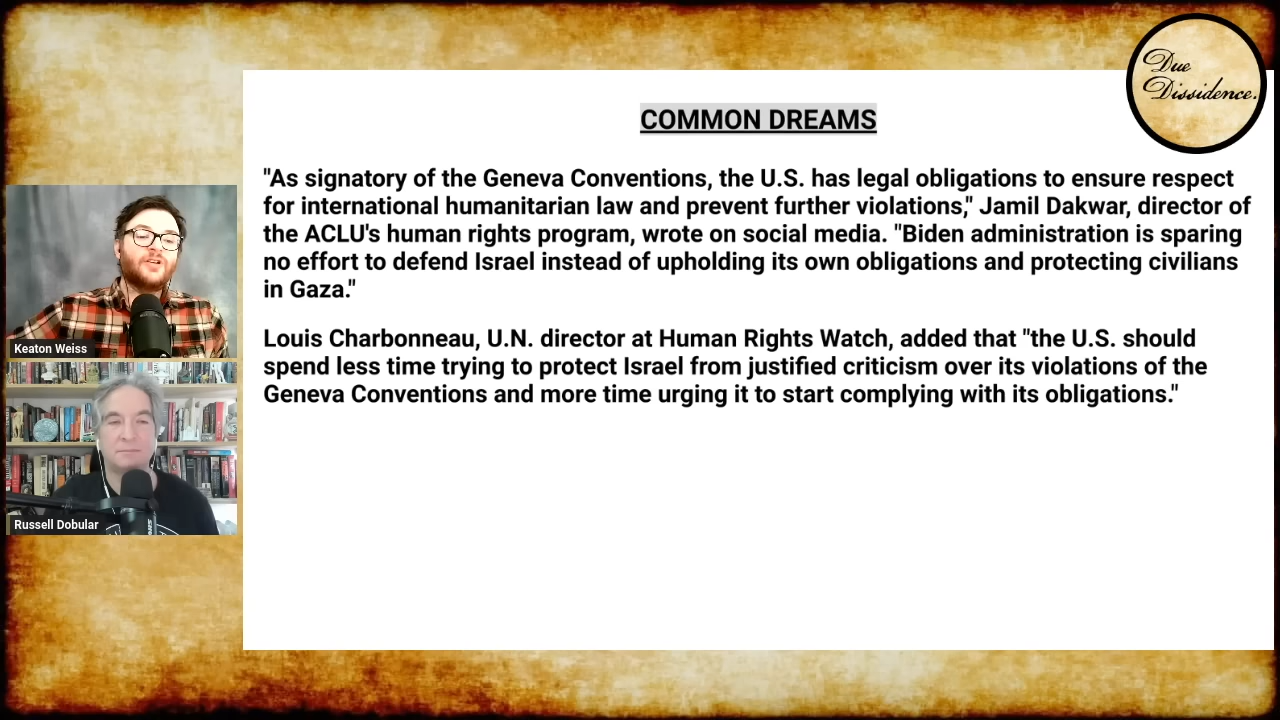 Due
Dissidence.
COMMON DREAMS
"As signatory of the Geneva Conventions, the U.S. has legal obligations to ensure respect
for international humanitarian law and prevent further violations," Jamil Dakwar, director of
the ACLU's human rights program, wrote on social media. "Biden administration is sparing
no effort to defend Israel instead of upholding its own obligations and protecting civilians
in Gaza."
Louis Charbonneau, U.N. director at Human Rights Watch, added that "the U.S. should
spend less time trying to protect Israel from justified criticism over its violations of the
Geneva Conventions and more time urging it to start complying with its obligations."
Keaton Weiss
Russell Dobular